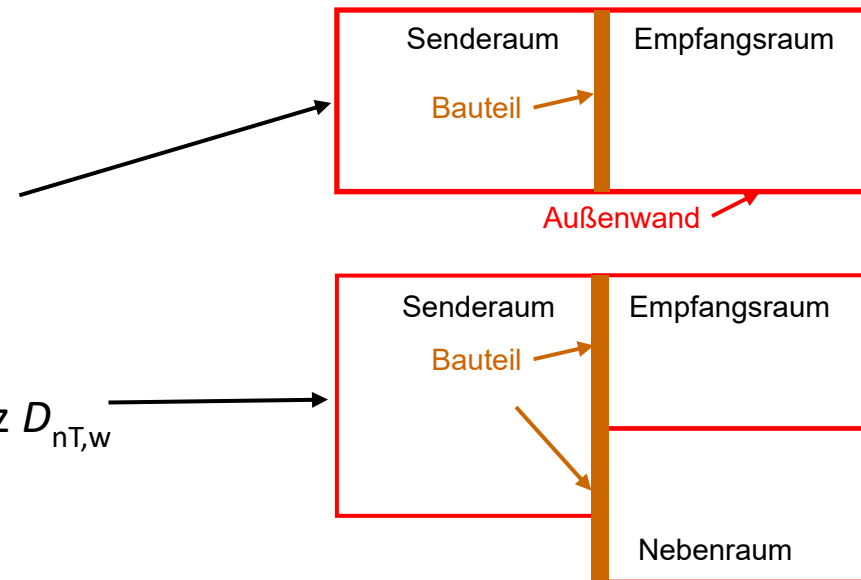 Senderaum Empfangsraum
Bauteil
Außenwand
Senderaum Empfangsraum
Bauteil
z DnT,w
Nebenraum